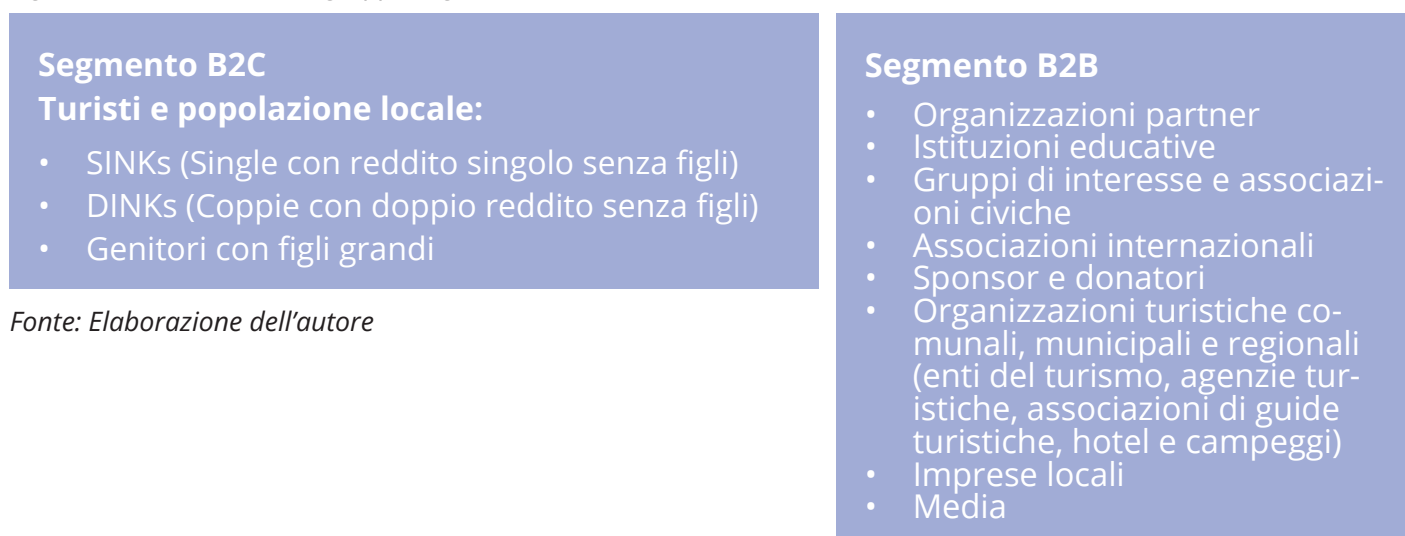 Segmento B2C
Turisti e popolazione locale:
• SINKs (Single con reddito singolo senza figli)
• DINKs (Coppie con doppio reddito senza figli)
• Genitori con figli grandi
Fonte: Elaborazione dell’autore
Segmento B2B
• Organizzazioni partner
• Istituzioni educative
• Gruppi di interesse e associazi-
oni civiche
• Associazioni internazionali
• Sponsor e donatori
• Organizzazioni turistiche co-
munali, municipali e regionali
(enti del turismo, agenzie tur-
istiche, associazioni di guide
turistiche, hotel e campeggi)
• Imprese locali
• Media